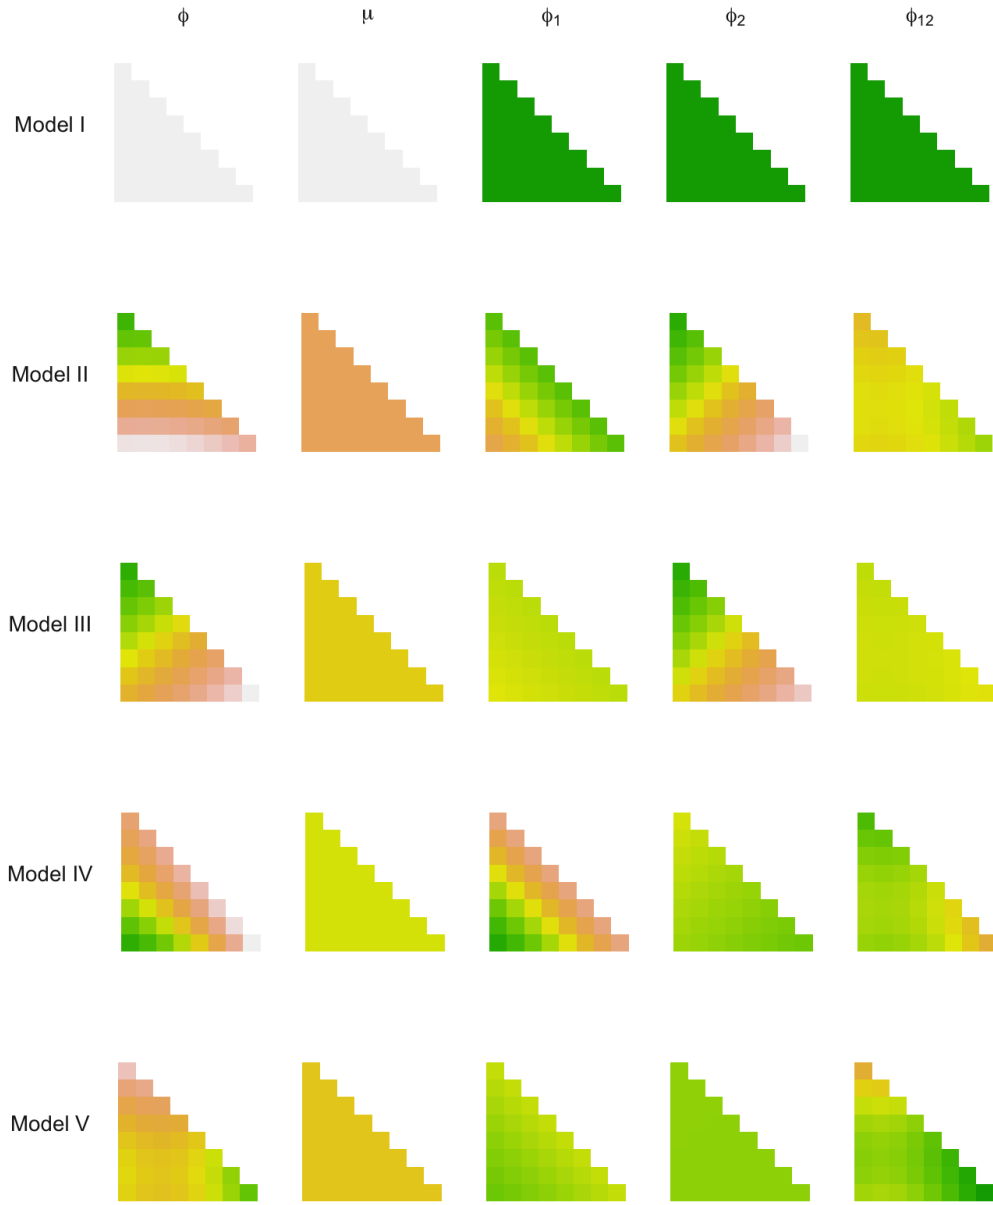 ϕ μ ϕ₁ ϕ₂ ϕ₁₂
Model I
Model II
Model III
Model IV
Model V